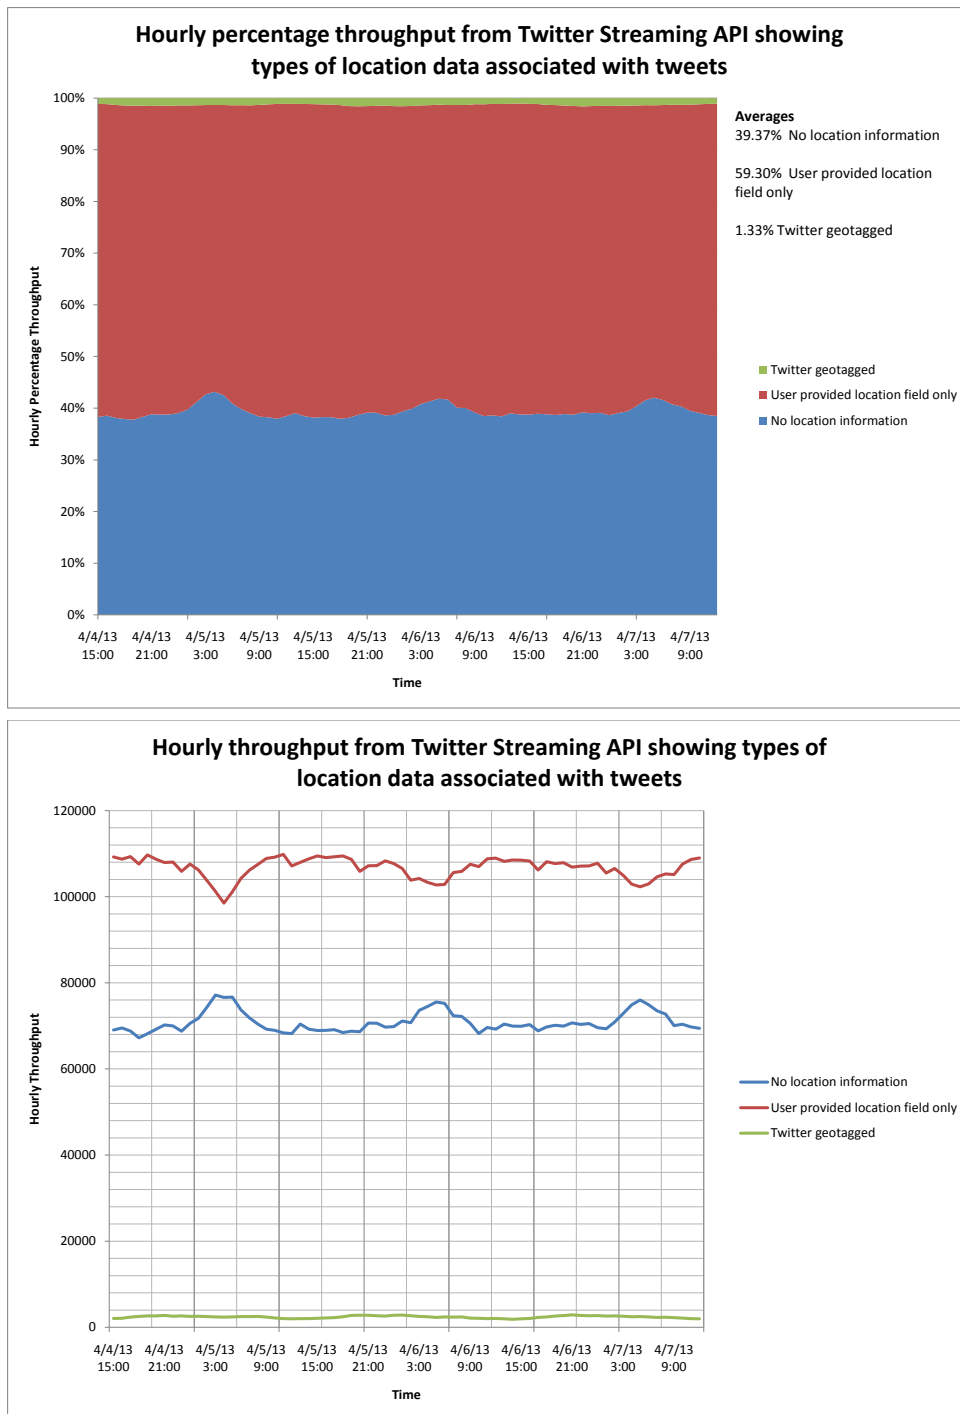 Hourly percentage throughput from Twitter Streaming API showing
types of location data associated with tweets
100%
90%
80%
70%
60%
50%
40%
30%
20%
10%
0%
Hourly Percentage Throughput
4/4/13 4/4/13 4/5/13 4/5/13 4/5/13 4/5/13 4/6/13 4/6/13 4/6/13 4/6/13 4/7/13 4/7/13
15:00 21:00 3:00 9:00 15:00 21:00 3:00 9:00 15:00 21:00 3:00 9:00
Time
Averages
39.37% No location information
59.30% User provided location
field only
1.33% Twitter geotagged
Twitter geotagged
User provided location field only
No location information
Hourly throughput from Twitter Streaming API showing types of
location data associated with tweets
120000
100000
80000
60000
40000
20000
0
Hourly Throughput
4/4/13 4/4/13 4/5/13 4/5/13 4/5/13 4/5/13 4/6/13 4/6/13 4/6/13 4/6/13 4/7/13 4/7/13
15:00 21:00 3:00 9:00 15:00 21:00 3:00 9:00 15:00 21:00 3:00 9:00
Time
No location information
User provided location field only
Twitter geotagged